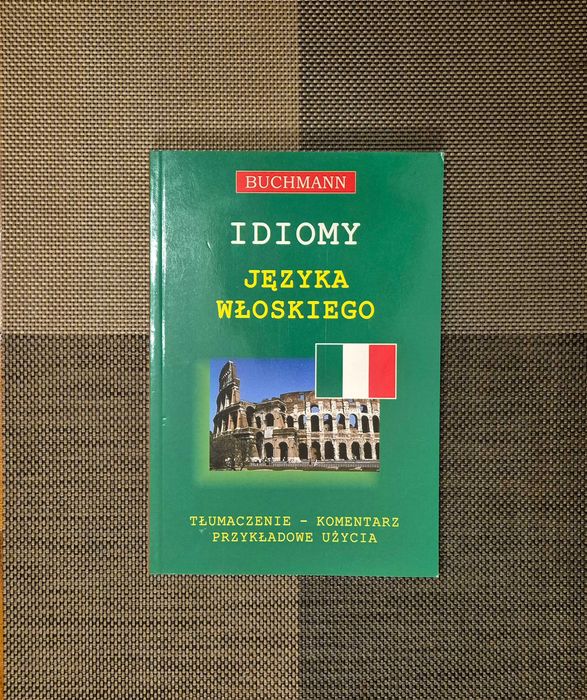 BUCHMANN
IDIOMY
JĘZYKA
WŁOSKIEGO
TŁUMACZENIE – KOMENTARZ
PRZYKŁADOWE UŻYCIA